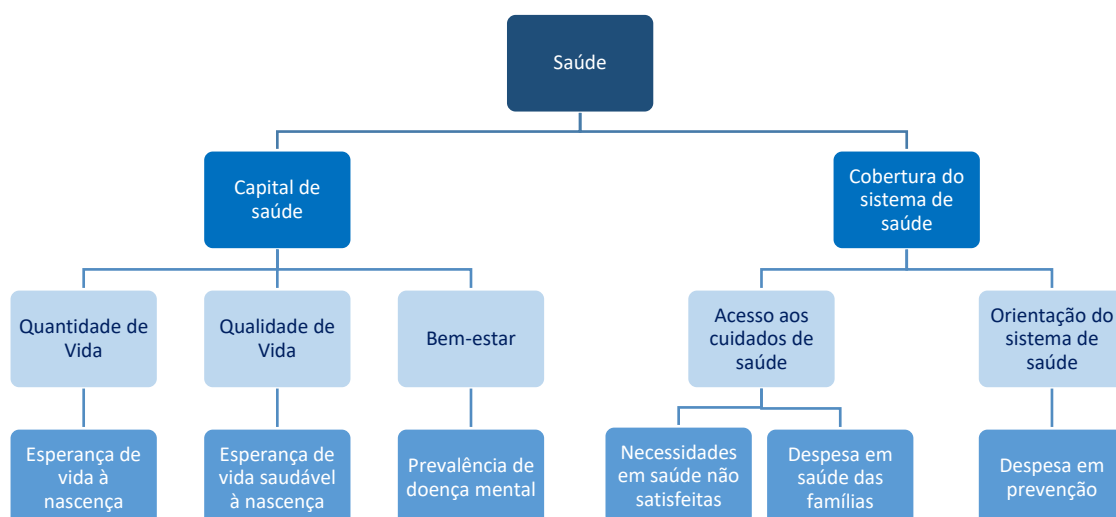 Saúde
Capital de
saúde
Cobertura do
sistema de
saúde
Quantidade de
Vida
Qualidade de
Vida
Bem-estar
Acesso aos
cuidados de
saúde
Orientação do
sistema de
saúde
Esperança de
vida à
nascença
Esperança de
vida saudável
à nascença
Prevalência de
doença mental
Necessidades
em saúde não
satisfeitas
Despesa em
saúde das
famílias
Despesa em
prevenção